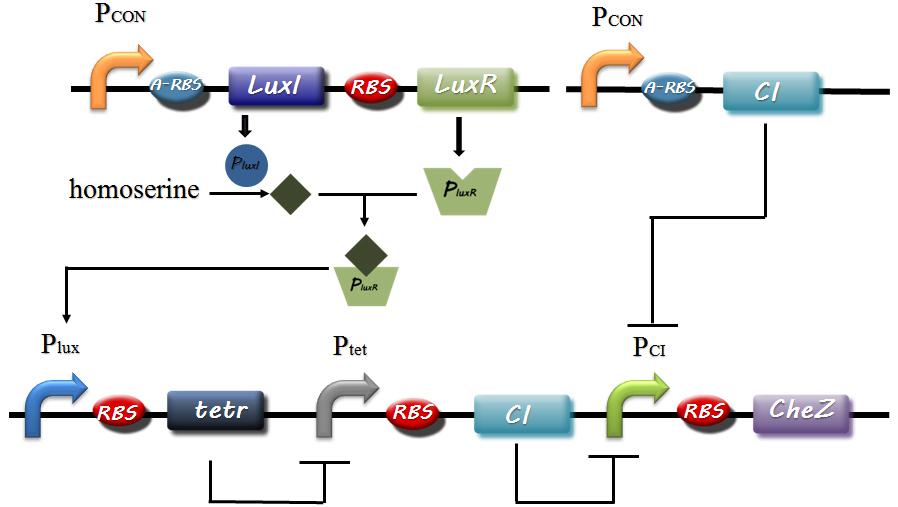 PCON
PCON
A-RBS LuxI RBS LuxR
A-RBS CI
PluxI
homoserine
PluxR
PluxR
Plux
Ptet
PCI
RBS tetr RBS CI RBS CheZ